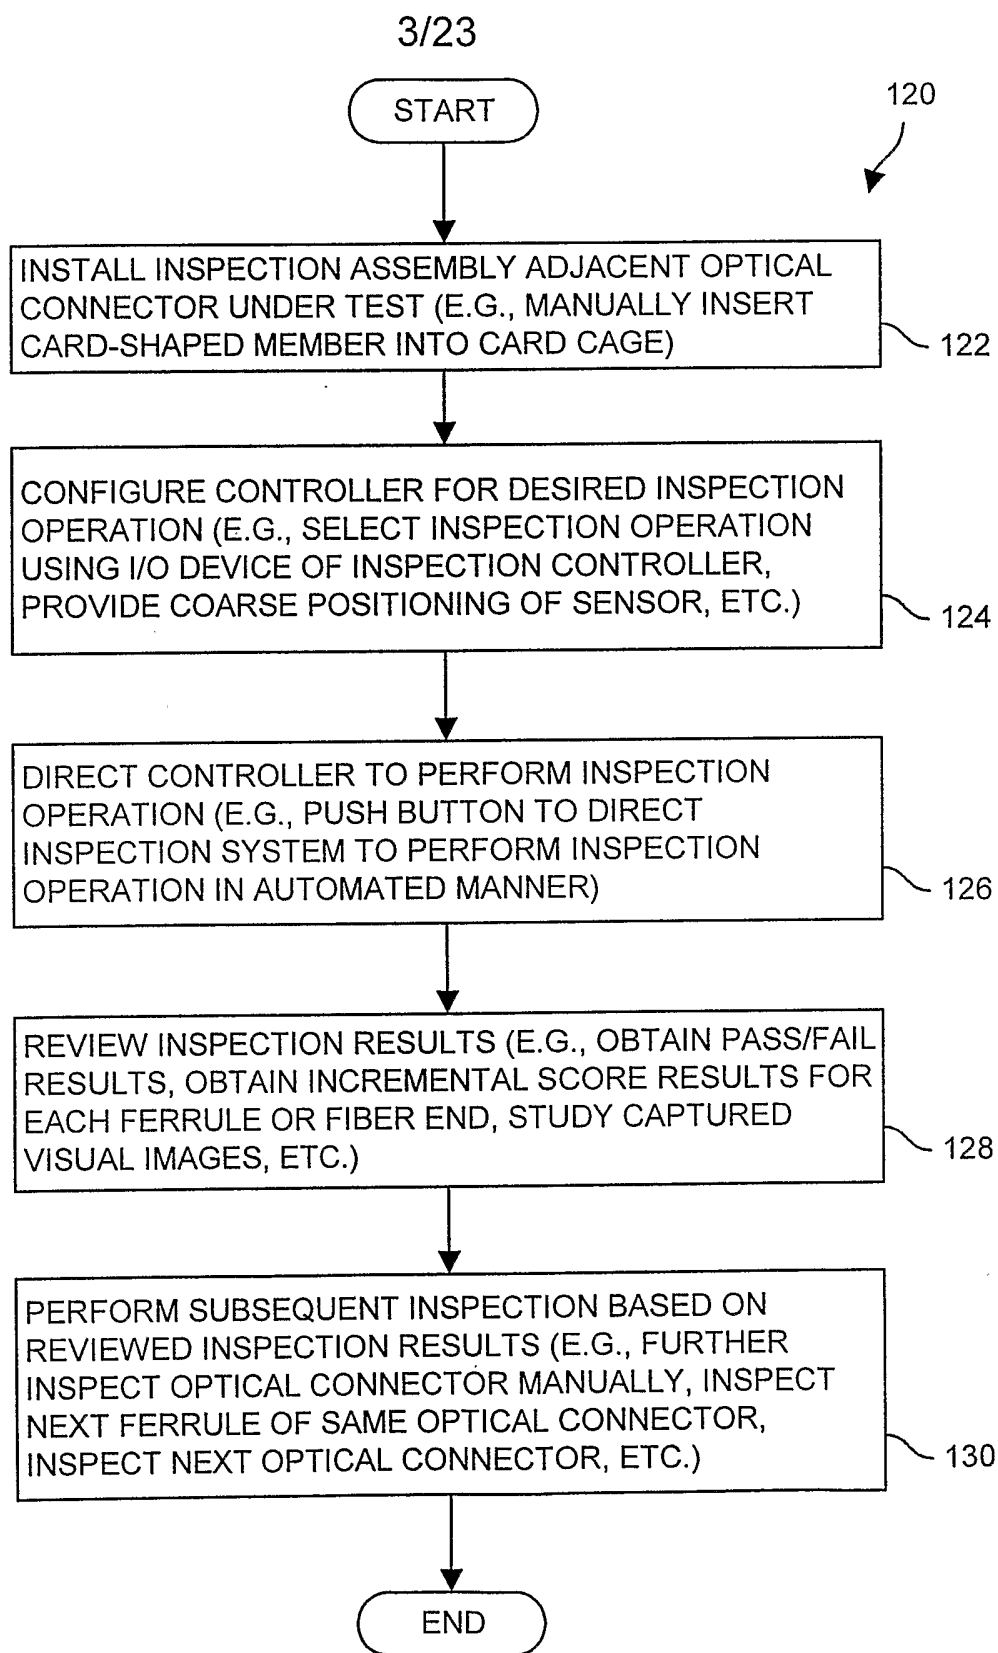 3/23
START
120
INSTALL INSPECTION ASSEMBLY ADJACENT OPTICAL
CONNECTOR UNDER TEST (E.G., MANUALLY INSERT
CARD-SHAPED MEMBER INTO CARD CAGE)
122
CONFIGURE CONTROLLER FOR DESIRED INSPECTION
OPERATION (E.G., SELECT INSPECTION OPERATION
USING I/O DEVICE OF INSPECTION CONTROLLER,
PROVIDE COARSE POSITIONING OF SENSOR, ETC.)
124
DIRECT CONTROLLER TO PERFORM INSPECTION
OPERATION (E.G., PUSH BUTTON TO DIRECT
INSPECTION SYSTEM TO PERFORM INSPECTION
OPERATION IN AUTOMATED MANNER)
126
REVIEW INSPECTION RESULTS (E.G., OBTAIN PASS/FAIL
RESULTS, OBTAIN INCREMENTAL SCORE RESULTS FOR
EACH FERRULE OR FIBER END, STUDY CAPTURED
VISUAL IMAGES, ETC.)
128
PERFORM SUBSEQUENT INSPECTION BASED ON
REVIEWED INSPECTION RESULTS (E.G., FURTHER
INSPECT OPTICAL CONNECTOR MANUALLY, INSPECT
NEXT FERRULE OF SAME OPTICAL CONNECTOR,
INSPECT NEXT OPTICAL CONNECTOR, ETC.)
130
END